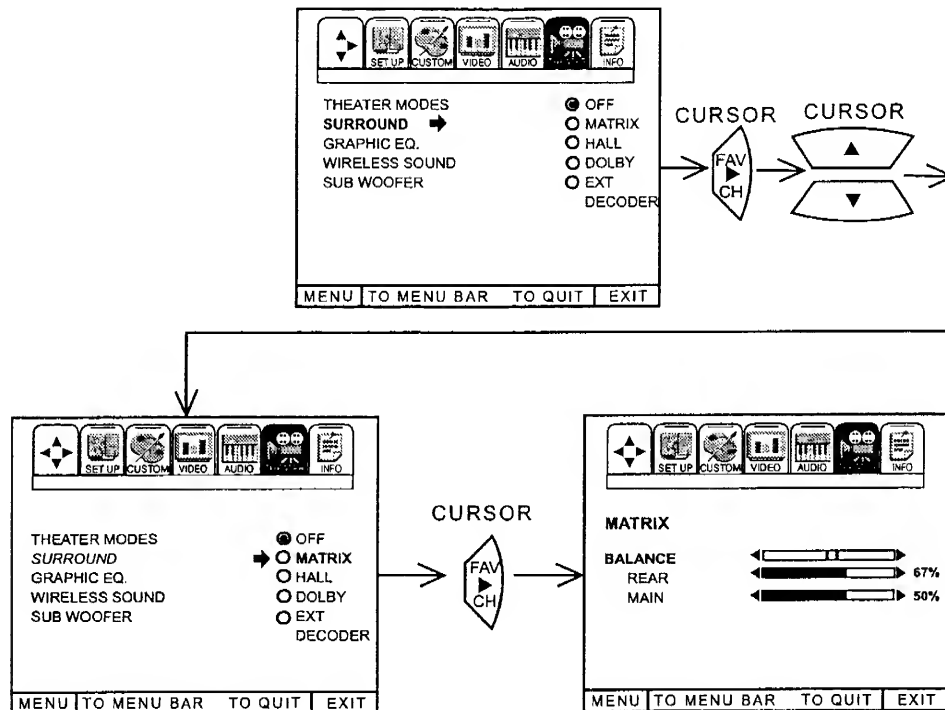 SET UP CUSTOM VIDEO AUDIO INFO
THEATER MODES
SURROUND
GRAPHIC EQ.
WIRELESS SOUND
SUB WOOFER
OFF
MATRIX
HALL
DOLBY
EXT
DECODER
MENU TO MENU BAR TO QUIT EXIT
CURSOR
FAV
CH
CURSOR
SET UP CUSTOM VIDEO AUDIO INFO
THEATER MODES
SURROUND
GRAPHIC EQ.
WIRELESS SOUND
SUB WOOFER
OFF
MATRIX
HALL
DOLBY
EXT
DECODER
MENU TO MENU BAR TO QUIT EXIT
CURSOR
FAV
CH
SET UP CUSTOM VIDEO AUDIO INFO
MATRIX
BALANCE
REAR 67%
MAIN 50%
MENU TO MENU BAR TO QUIT EXIT